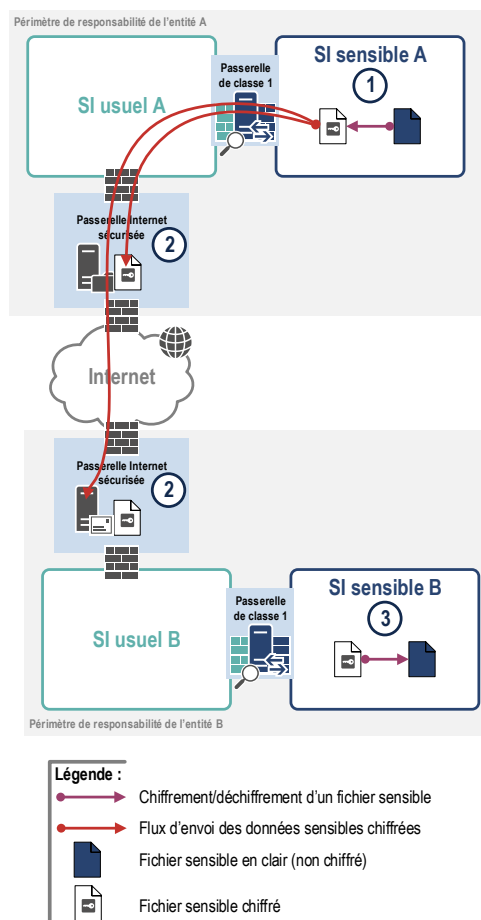 Périmètre de responsabilité de l'entité A
SI usuel A
Passerelle
de classe 1
SI sensible A
1
Passerelle Internet
sécurisée
2
Internet
Passerelle Internet
sécurisée
2
SI usuel B
Passerelle
de classe 1
SI sensible B
3
Périmètre de responsabilité de l'entité B
Légende :
Chiffrement/déchiffrement d'un fichier sensible
Flux d'envoi des données sensibles chiffrées
Fichier sensible en clair (non chiffré)
Fichier sensible chiffré